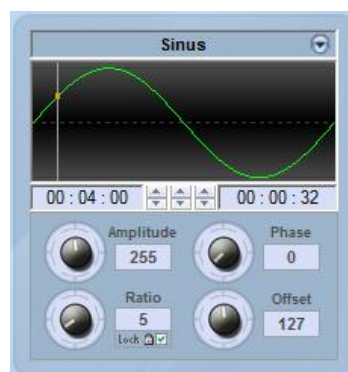 Sinus
00 : 04 : 00 00 : 00 : 32
Amplitude Phase
255 0
Ratio Offset
5 127
Lock